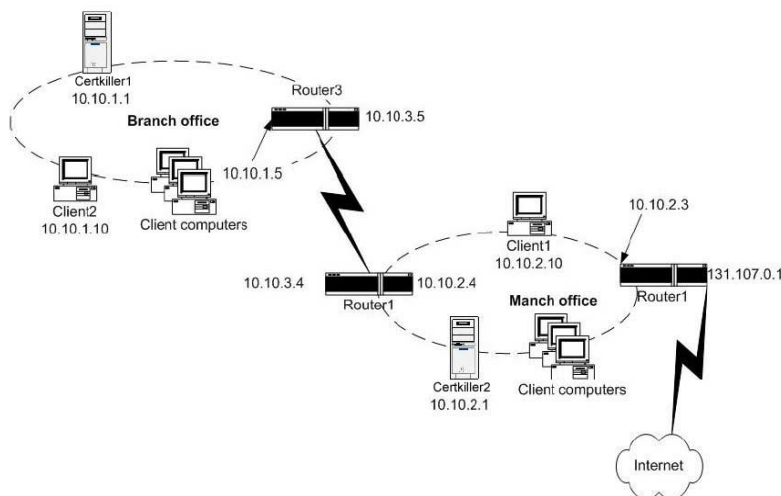 Certkiller1
10.10.1.1
Router3
10.10.3.5
Branch office
10.10.1.5
Client2
10.10.1.10
Client computers
10.10.2.3
Client1
10.10.2.10
10.10.3.4
10.10.2.4
131.107.0.1
Router1
Router1
Manch office
Certkiller2
10.10.2.1
Client computers
Internet